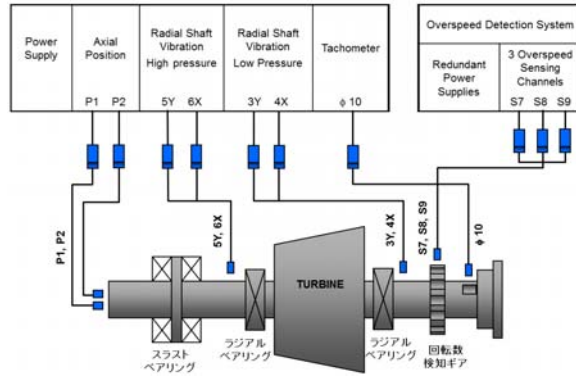 Power Supply
Axial Position
Radial Shaft Vibration High pressure
Radial Shaft Vibration Low Pressure
Tachometer
P1 P2
5Y 6X
3Y 4X
ϕ 10
Overspeed Detection System
Redundant Power Supplies
3 Overspeed Sensing Channels
S7 S8 S9
P1, P2
5Y, 6X
3Y, 4X
S7, S8, S9
ϕ 10
TURBINE
スラスト
ベアリング
ラジアル
ベアリング
ラジアル
ベアリング
回転数
検知ギア